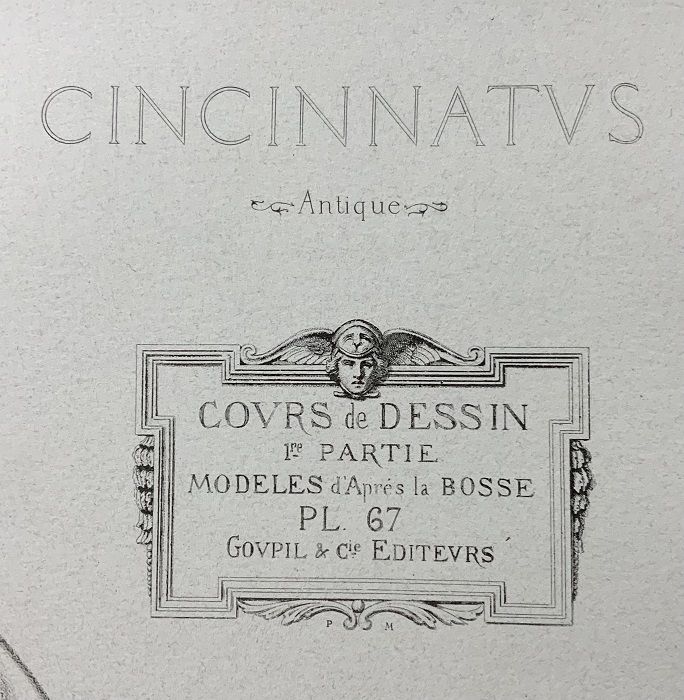 CINCINNATVS
Antique
COVRS de DESSIN
1re PARTIE
MODELES d'Aprés la BOSSE
PL. 67
GOVPIL & Cie EDITEVRS
P M